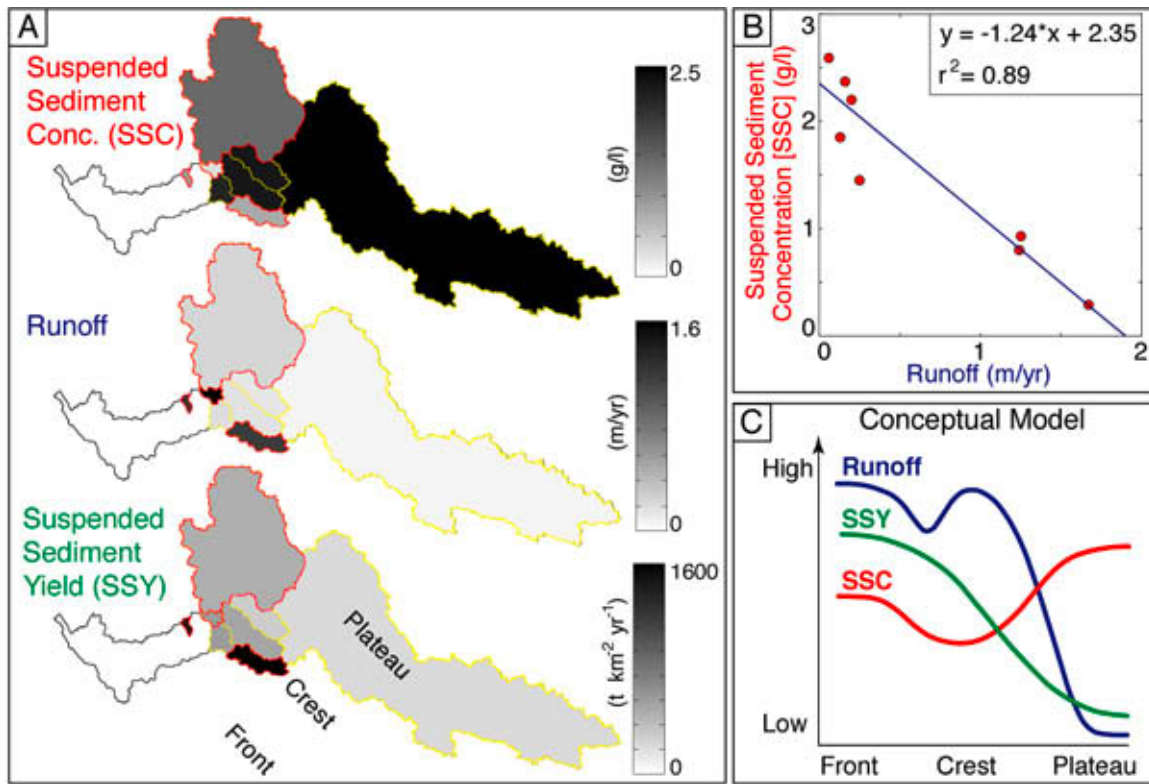 A
Suspended
Sediment
Conc. (SSC)
2.5
(g/l)
0
Runoff
1.6
(m/yr)
0
Suspended
Sediment
Yield (SSY)
1600
(t km-2 yr-1)
0
Plateau
Crest
Front
B
y = -1.24*x + 2.35
r2= 0.89
Suspended Sediment
Concentration [SSC] (g/l)
3
2
1
0
0 1 2
Runoff (m/yr)
C
Conceptual Model
High
Runoff
SSY
SSC
Low
Front Crest Plateau